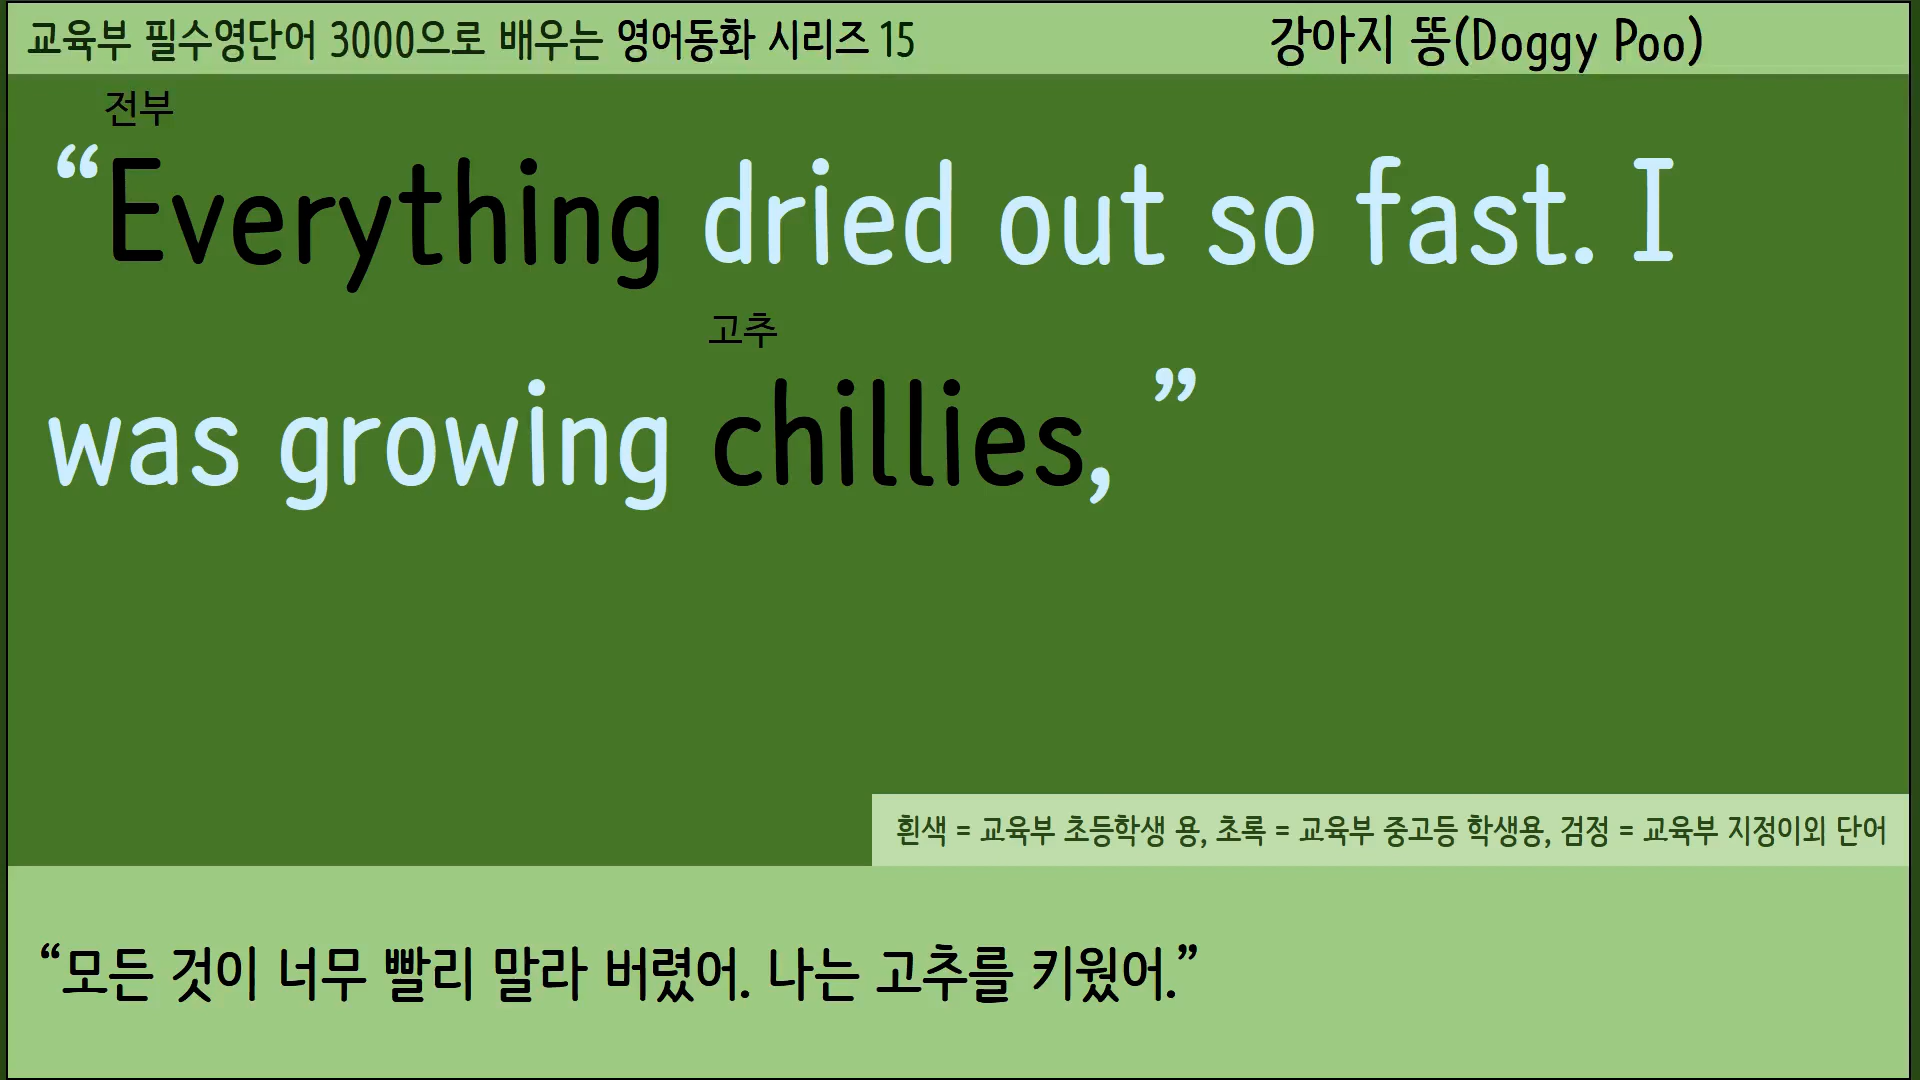 교육부 필수영단어 3000으로 배우는 영어동화 시리즈 15
강아지 똥(Doggy Poo)
전부
“Everything dried out so fast. I
고추
was growing chillies, ”
흰색 = 교육부 초등학생 용, 초록 = 교육부 중고등 학생용, 검정 = 교육부 지정이외 단어
“모든 것이 너무 빨리 말라 버렸어. 나는 고추를 키웠어.”